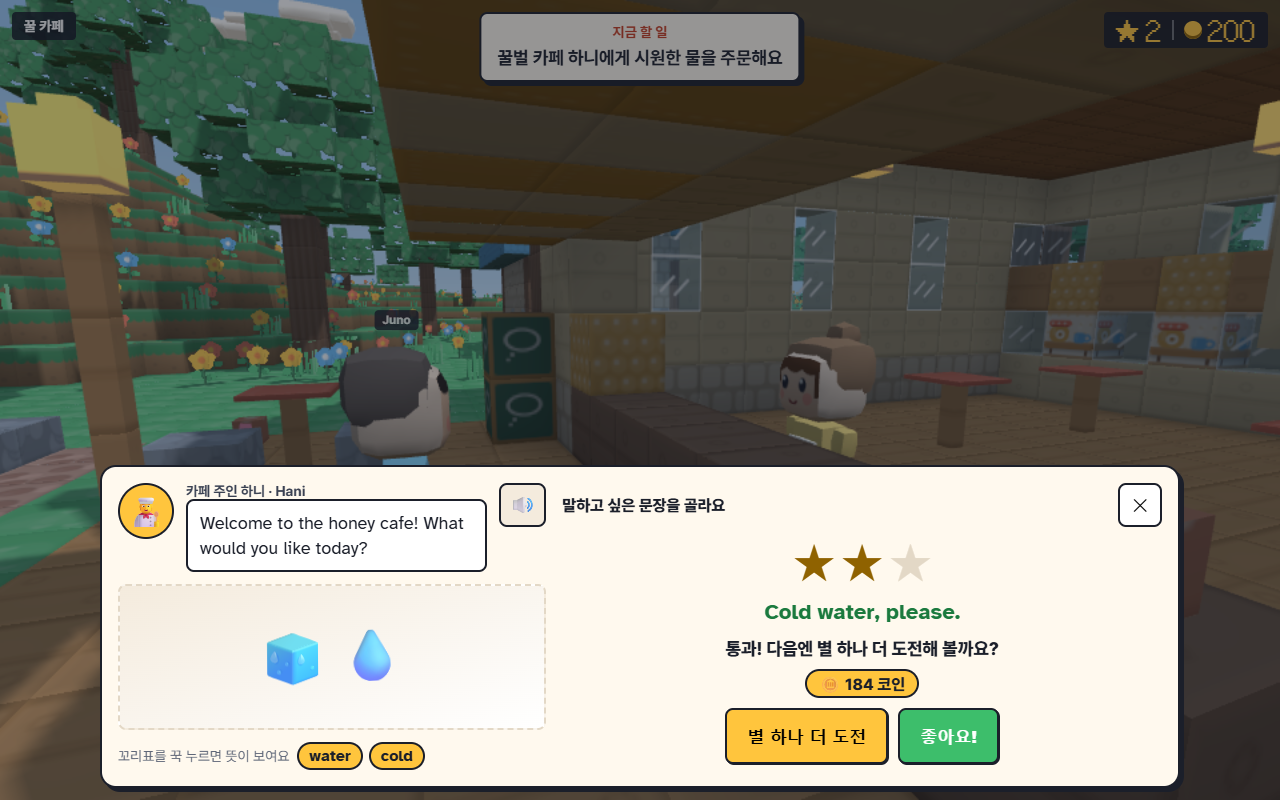 꿀 카페
지금 할 일
꿀벌 카페 하니에게 시원한 물을 주문해요
2
200
Juno
카페 주인 하니 · Hani
Welcome to the honey cafe! What
would you like today?
말하고 싶은 문장을 골라요
Cold water, please.
통과! 다음엔 별 하나 더 도전해 볼까요?
184 코인
별 하나 더 도전
좋아요!
꼬리표를 꾹 누르면 뜻이 보여요
water
cold